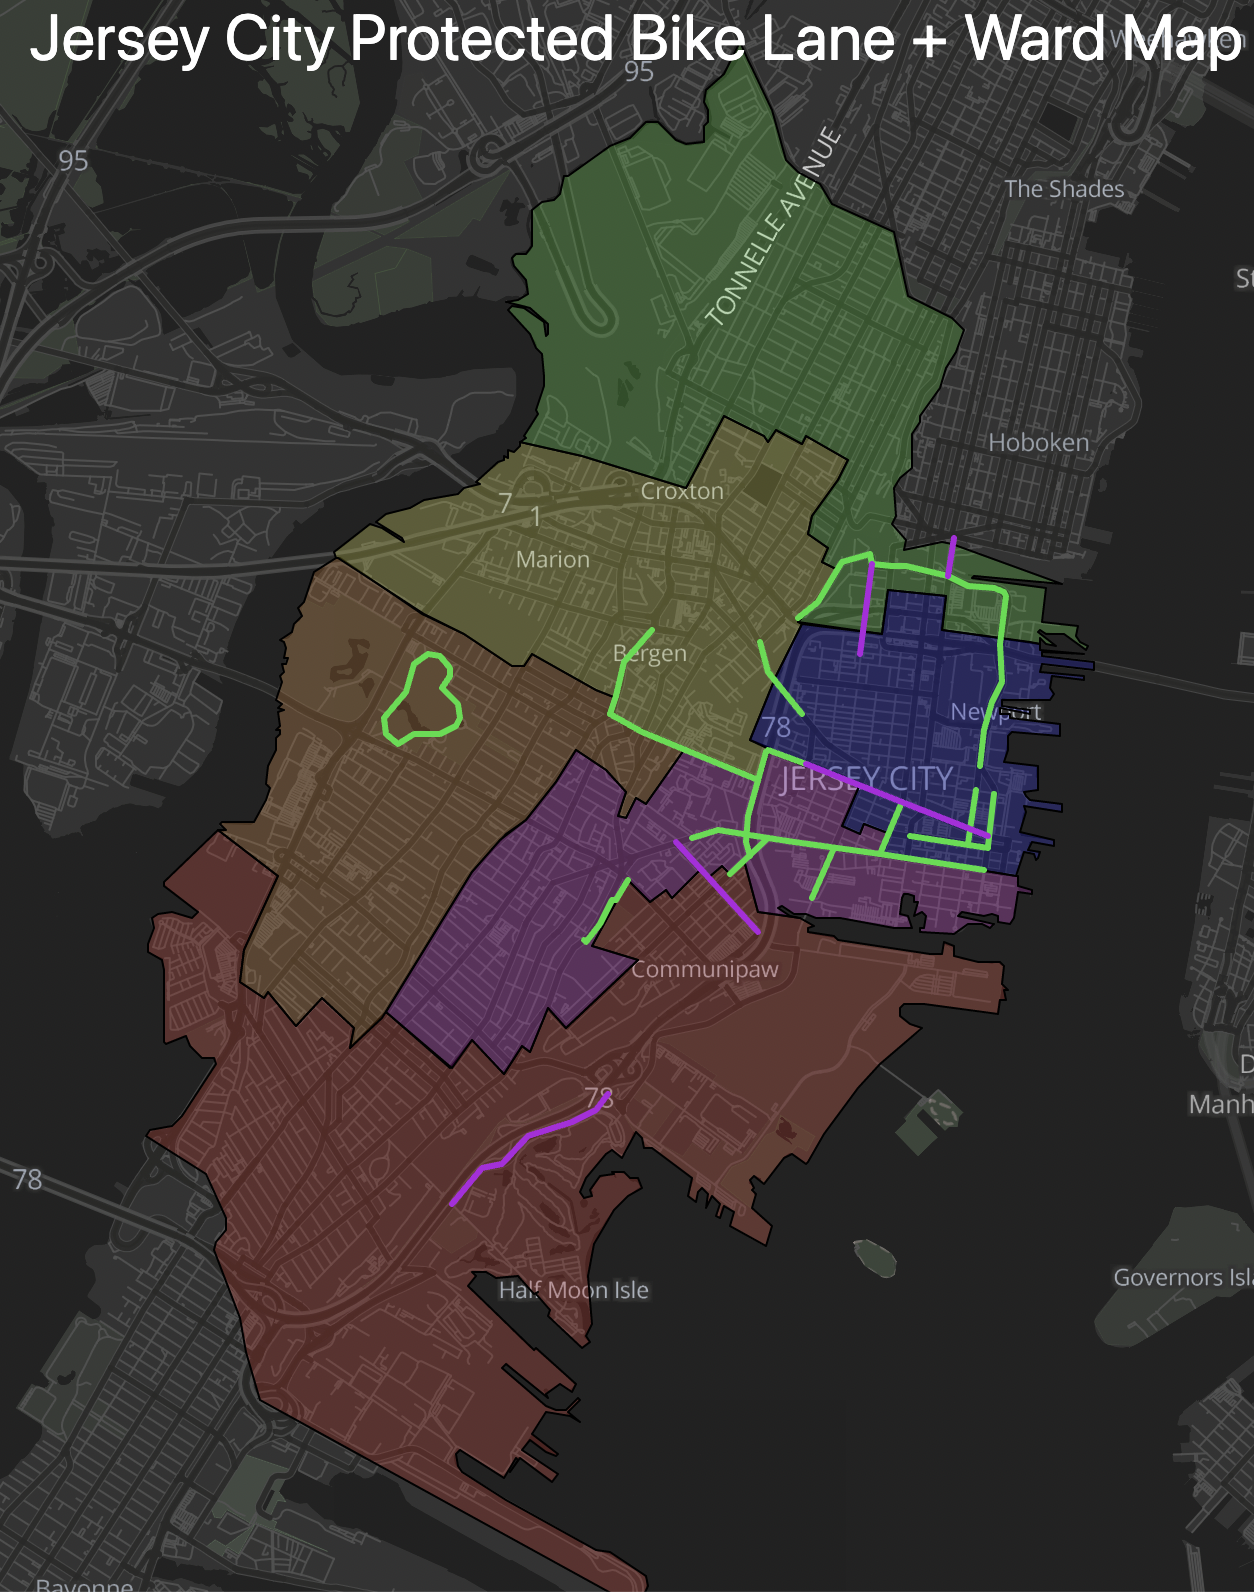 Jersey City Protected Bike Lane + Ward Map
Weehawken
95
95
TONNELLE AVENUE
The Shades
Hoboken
Croxton
7
1
Marion
Bergen
Newport
78
JERSEY CITY
Communipaw
78
Manh
78
Governors Isla
Half Moon Isle
Bayonne